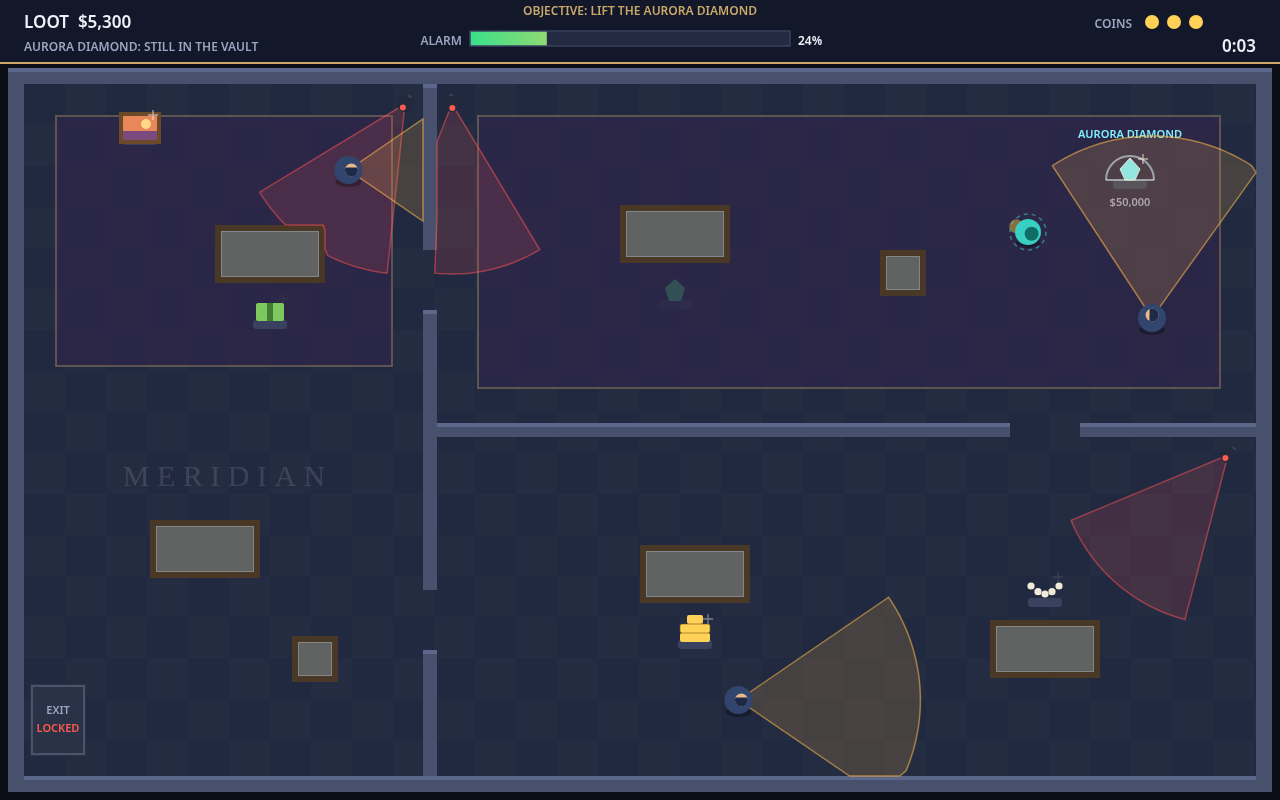 OBJECTIVE: LIFT THE AURORA DIAMOND
LOOT $5,300
COINS
ALARM
24%
AURORA DIAMOND: STILL IN THE VAULT
0:03
AURORA DIAMOND
$50,000
MERIDIAN
EXIT
LOCKED